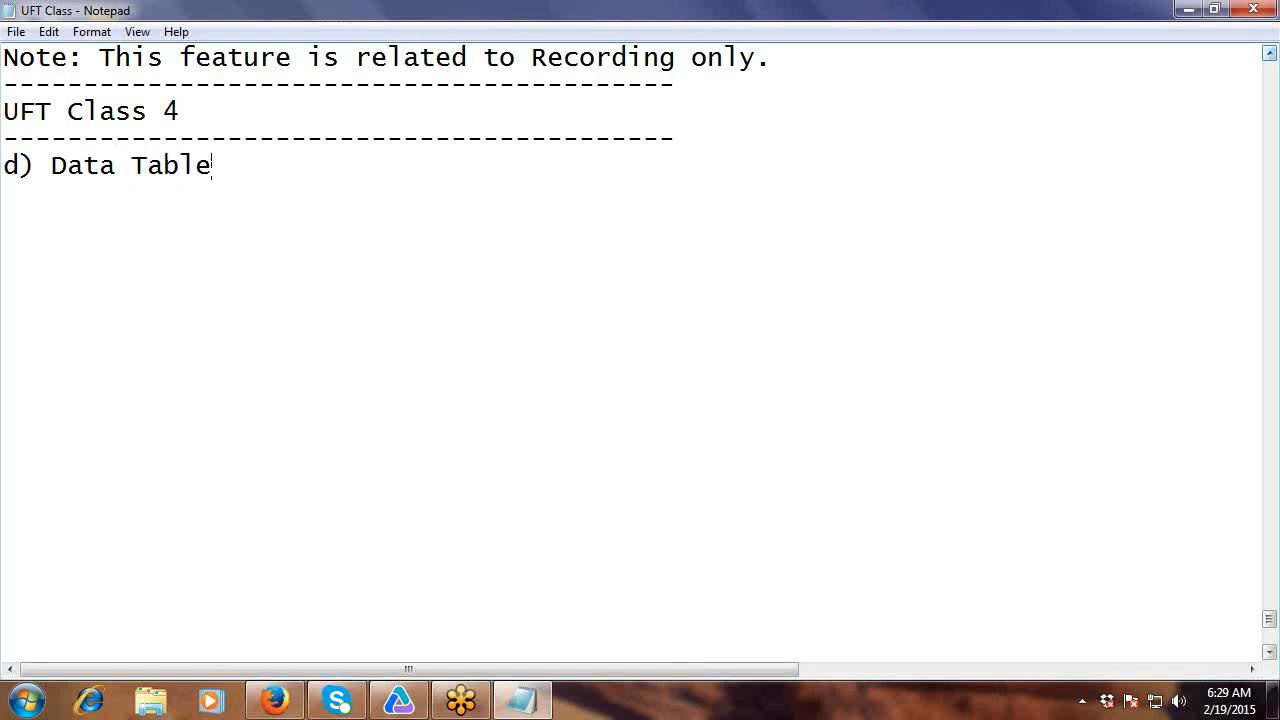 UFT Class - Notepad
File Edit Format View Help
Note: This feature is related to Recording only.
------------------------------------------
UFT Class 4
------------------------------------------
d) Data Table
6:29 AM
2/19/2015